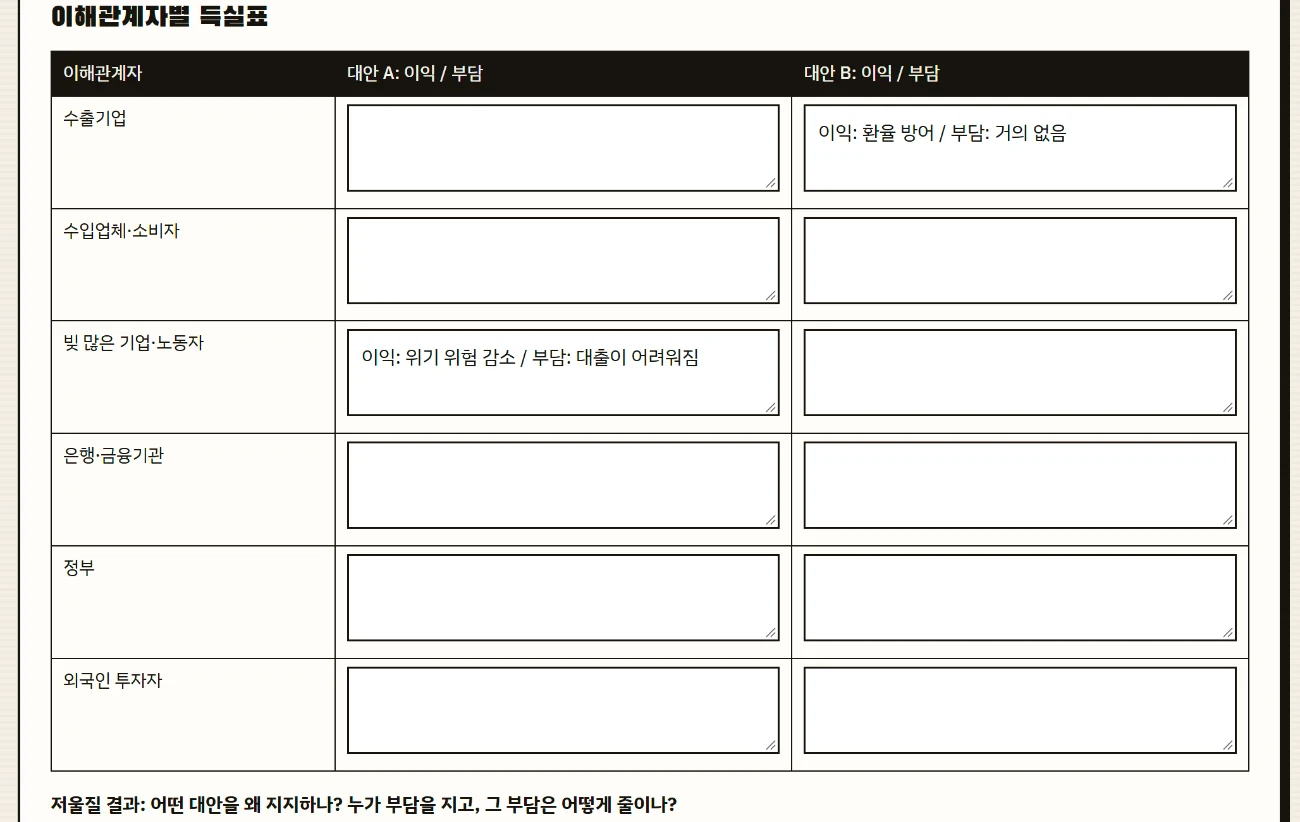 이해관계자별 득실표
이해관계자 대안 A: 이익 / 부담 대안 B: 이익 / 부담
수출기업
이익: 환율 방어 / 부담: 거의 없음
수입업체·소비자
빚 많은 기업·노동자
이익: 위기 위험 감소 / 부담: 대출이 어려워짐
은행·금융기관
정부
외국인 투자자
저울질 결과: 어떤 대안을 왜 지지하나? 누가 부담을 지고, 그 부담은 어떻게 줄이나?